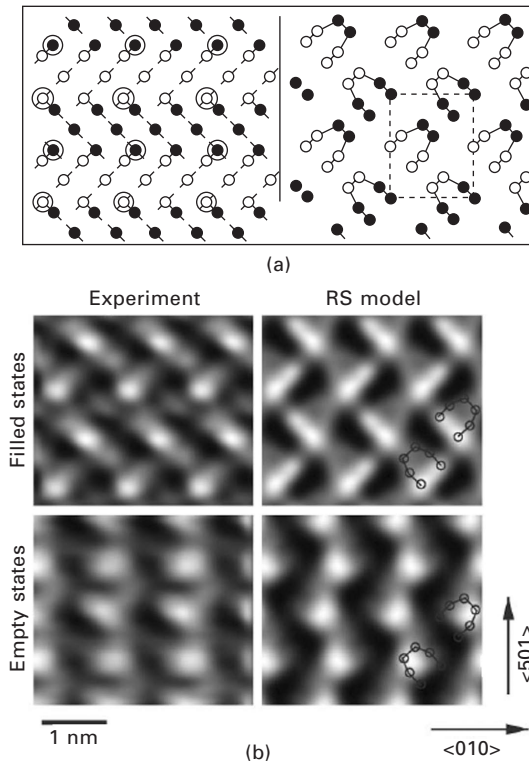 (a)
Experiment
RS model
Filled states
Empty states
<501>
1 nm
<010>
(b)